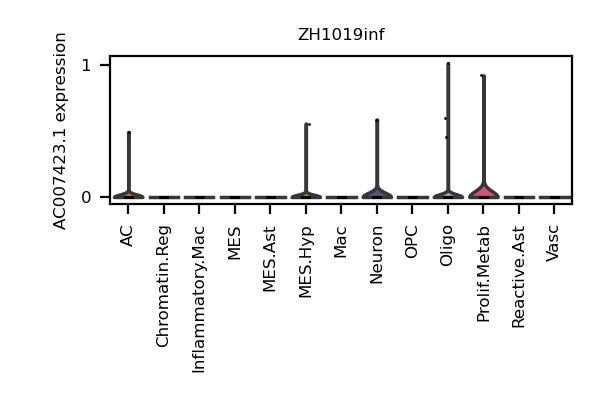 ZH1019inf
AC007423.1 expression
1
0
AC
Chromatin.Reg
Inflammatory.Mac
MES
MES.Ast
MES.Hyp
Mac
Neuron
OPC
Oligo
Prolif.Metab
Reactive.Ast
Vasc